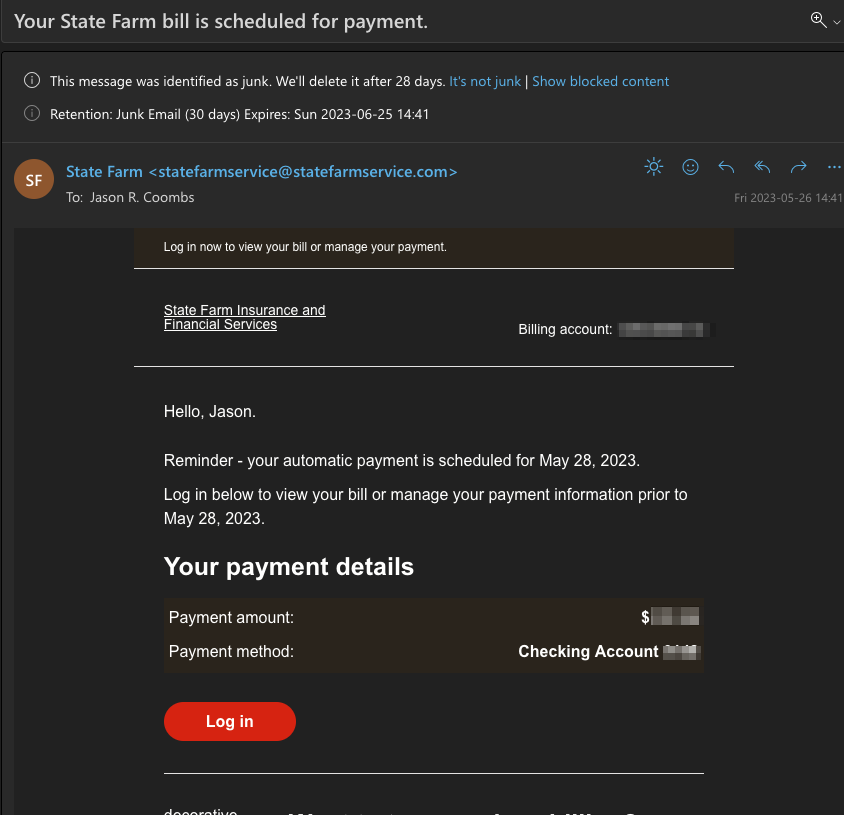 Your State Farm bill is scheduled for payment.
This message was identified as junk. We'll delete it after 28 days. It's not junk | Show blocked content
Retention: Junk Email (30 days) Expires: Sun 2023-06-25 14:41
SF
State Farm <statefarmservice@statefarmservice.com>
To: Jason R. Coombs
Fri 2023-05-26 14:41
Log in now to view your bill or manage your payment.
State Farm Insurance and
Financial Services
Billing account:
Hello, Jason.
Reminder - your automatic payment is scheduled for May 28, 2023.
Log in below to view your bill or manage your payment information prior to
May 28, 2023.
Your payment details
Payment amount: $
Payment method: Checking Account
Log in
decorative